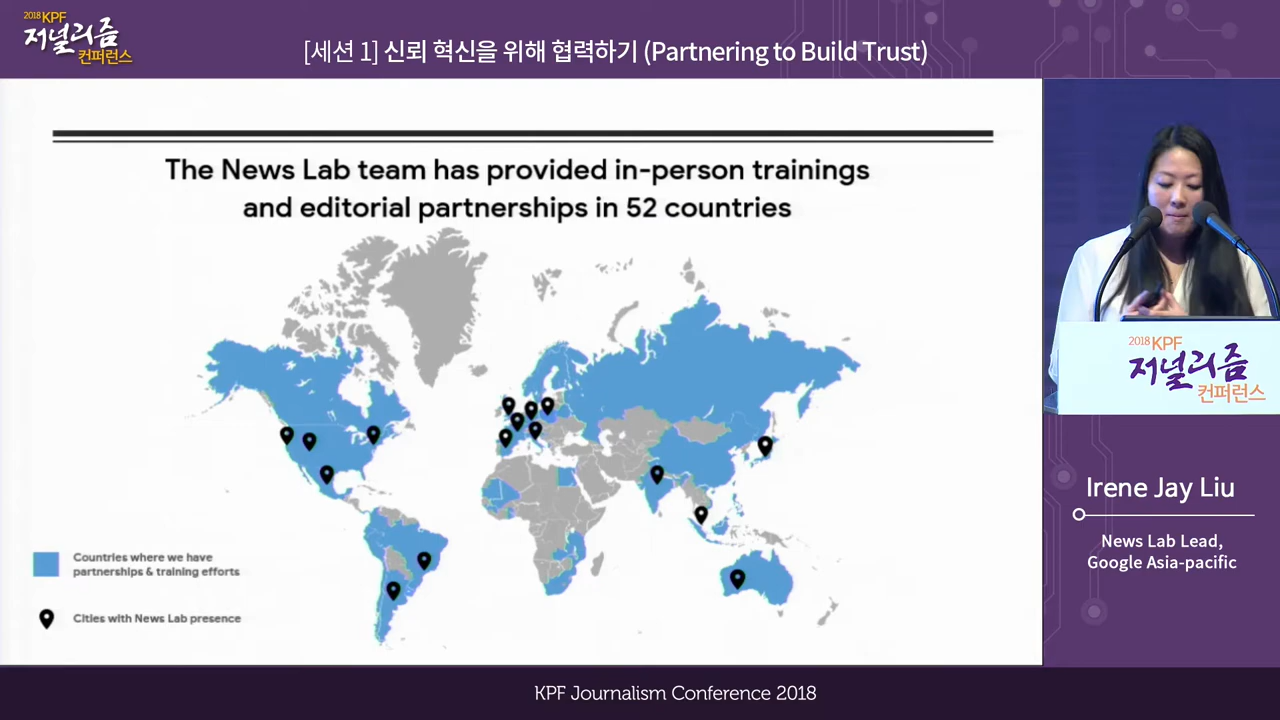 2018 KPF
저널리즘
컨퍼런스
[세션 1] 신뢰 혁신을 위해 협력하기 (Partnering to Build Trust)
The News Lab team has provided in-person trainings
and editorial partnerships in 52 countries
Countries where we have
partnerships & training efforts
Cities with News Lab presence
2018 KPF
저널리즘
컨퍼런스
Irene Jay Liu
News Lab Lead,
Google Asia-pacific
KPF Journalism Conference 2018